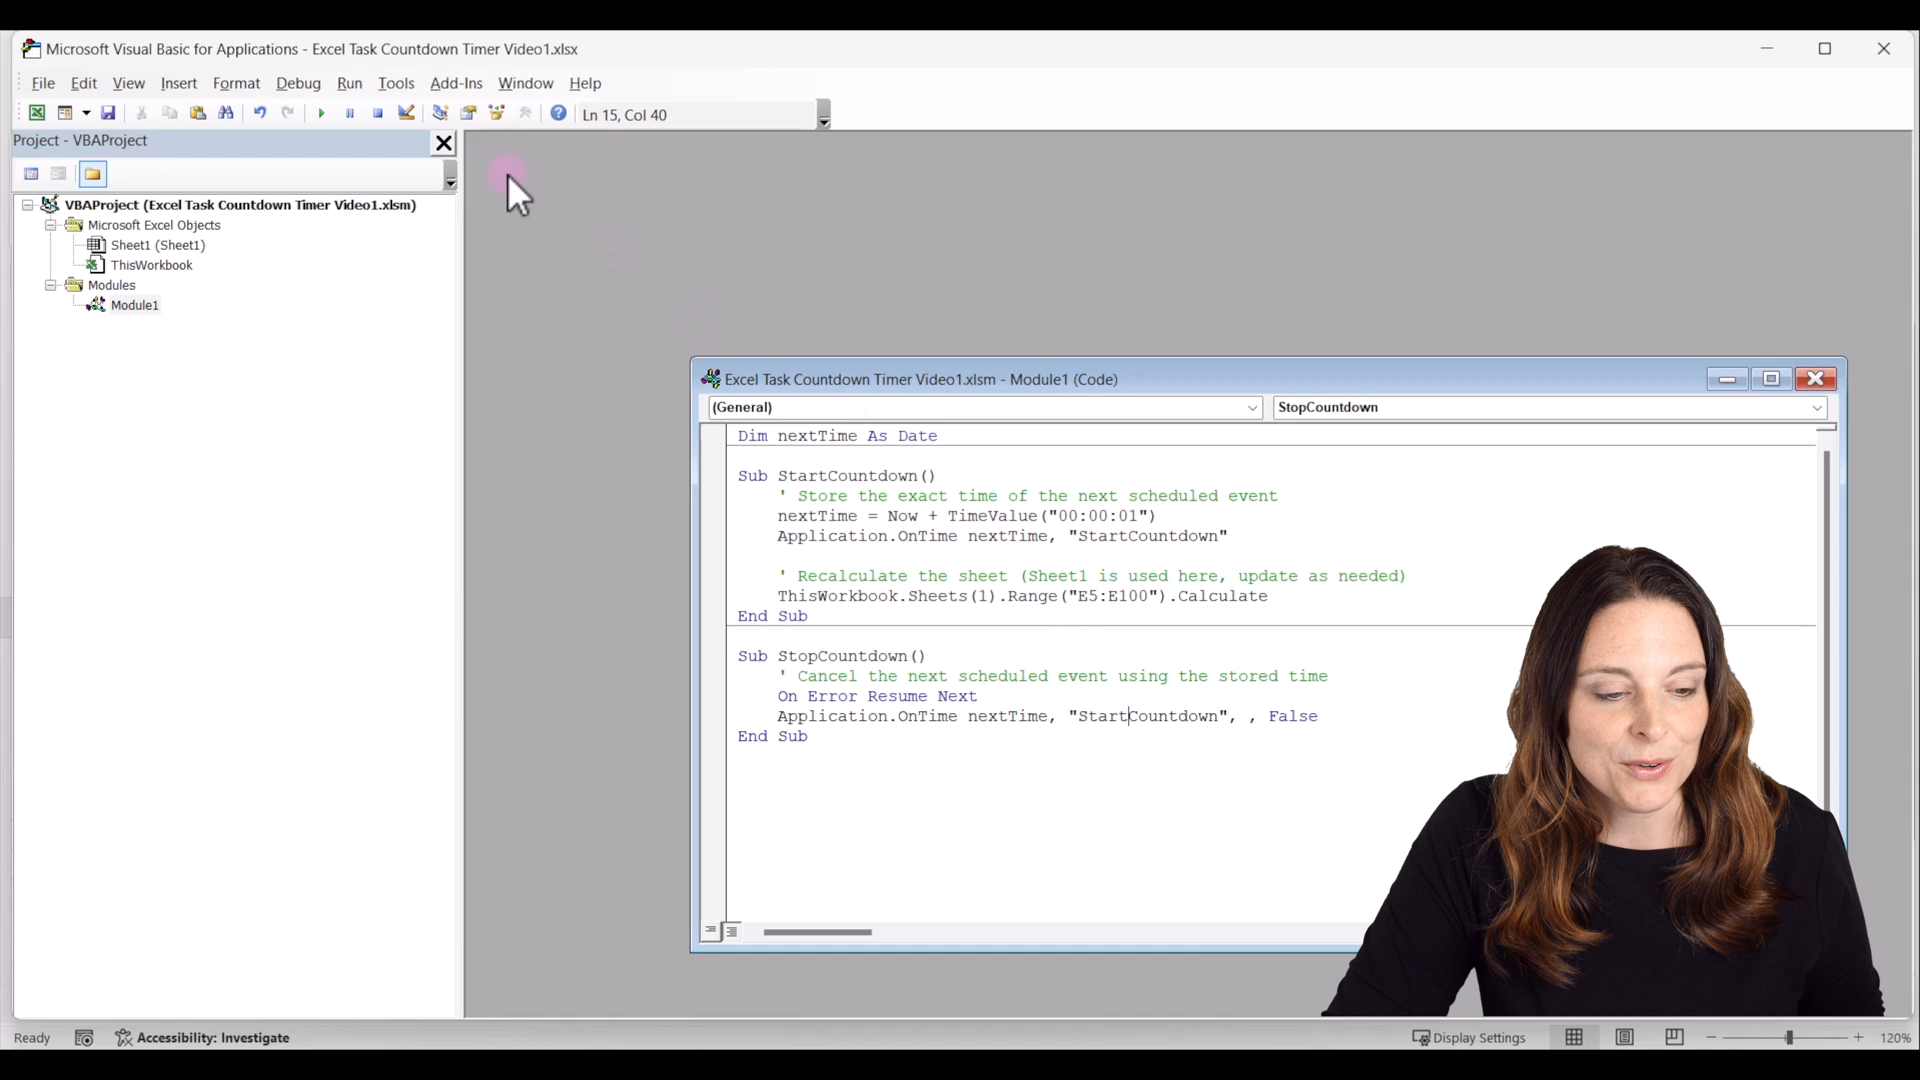 Microsoft Visual Basic for Applications - Excel Task Countdown Timer Video1.xlsx
File Edit View Insert Format Debug Run Tools Add-Ins Window Help
Ln 15, Col 40
Project - VBAProject
VBAProject (Excel Task Countdown Timer Video1.xlsm)
Microsoft Excel Objects
Sheet1 (Sheet1)
ThisWorkbook
Modules
Module1
Excel Task Countdown Timer Video1.xlsm - Module1 (Code)
(General) StopCountdown
Dim nextTime As Date
Sub StartCountdown()
' Store the exact time of the next scheduled event
nextTime = Now + TimeValue("00:00:01")
Application.OnTime nextTime, "StartCountdown"
' Recalculate the sheet (Sheet1 is used here, update as needed)
ThisWorkbook.Sheets(1).Range("E5:E100").Calculate
End Sub
Sub StopCountdown()
' Cancel the next scheduled event using the stored time
On Error Resume Next
Application.OnTime nextTime, "StartCountdown", , False
End Sub
Ready Accessibility: Investigate Display Settings 120%